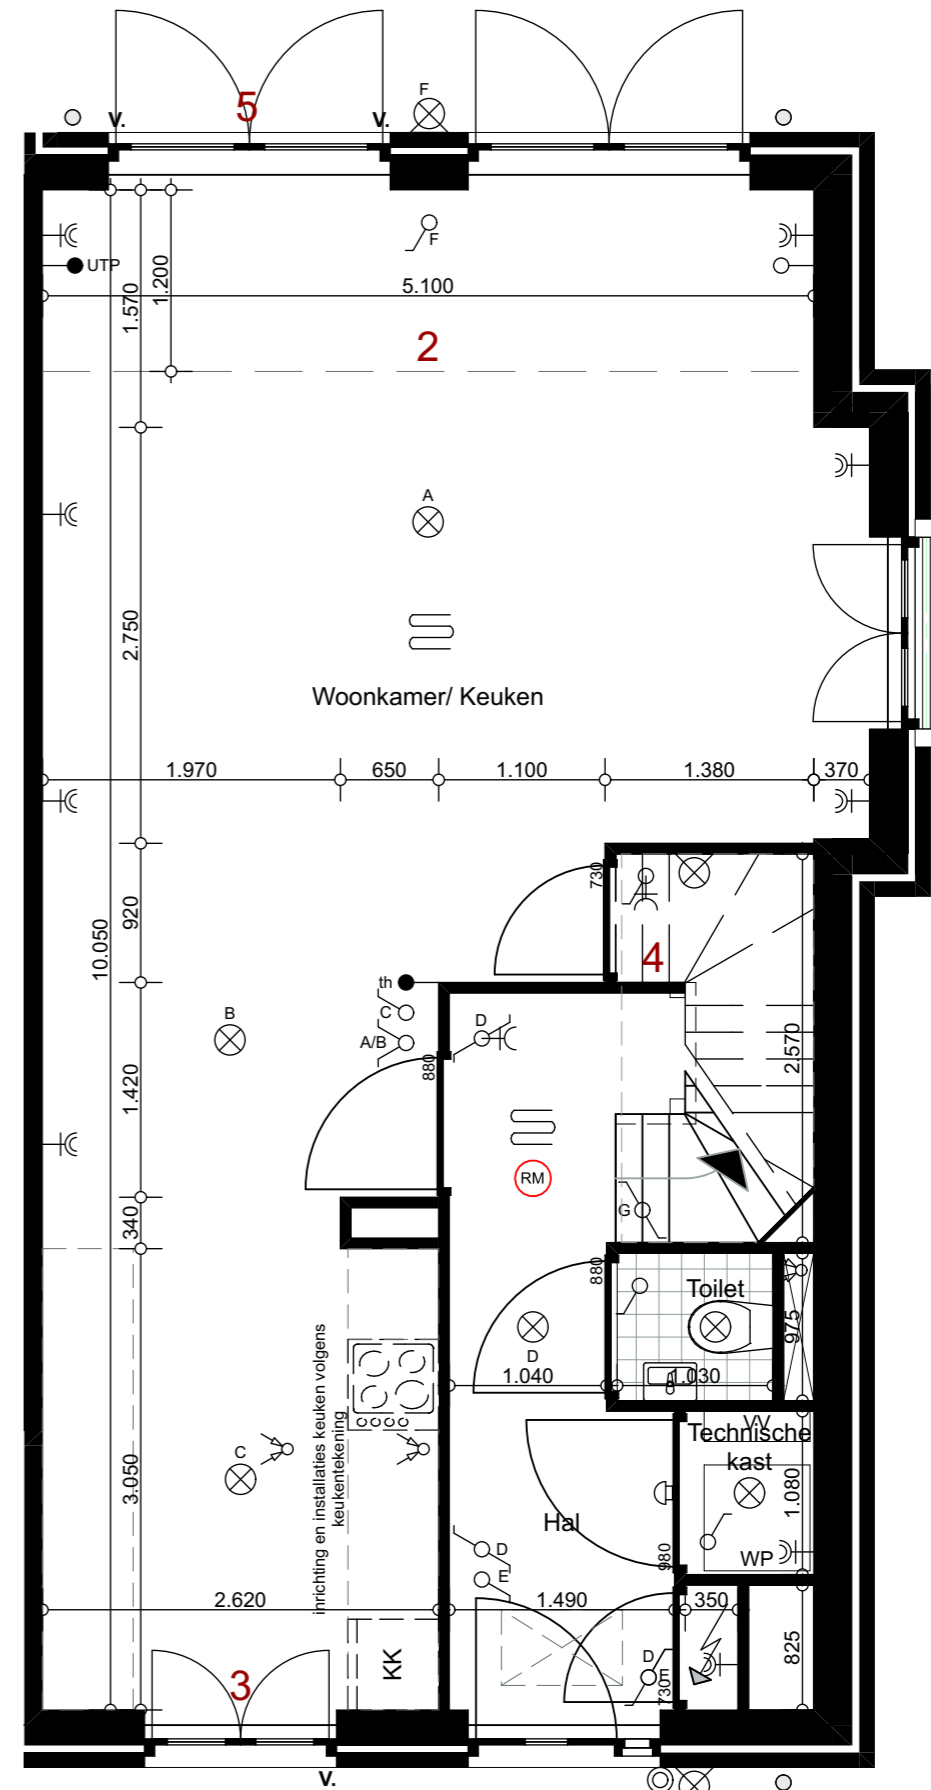 F
5
V.
V.
F
UTP
1.200
1.570
5.100
2
A
2.750
Woonkamer/ Keuken
1.970
650
1.100
1.380
370
730
920
10.050
4
th
C
D
A/B
B
880
2.570
1.420
RM
G
340
880
Toilet
975
D
1.040
1.030
inrichting en installaties keuken volgens
keukentekening
VV
Technische
kast
C
3.050
1.080
Hal
D
WP
980
E
2.620
1.490
350
825
D
E
KK
730
3
V.